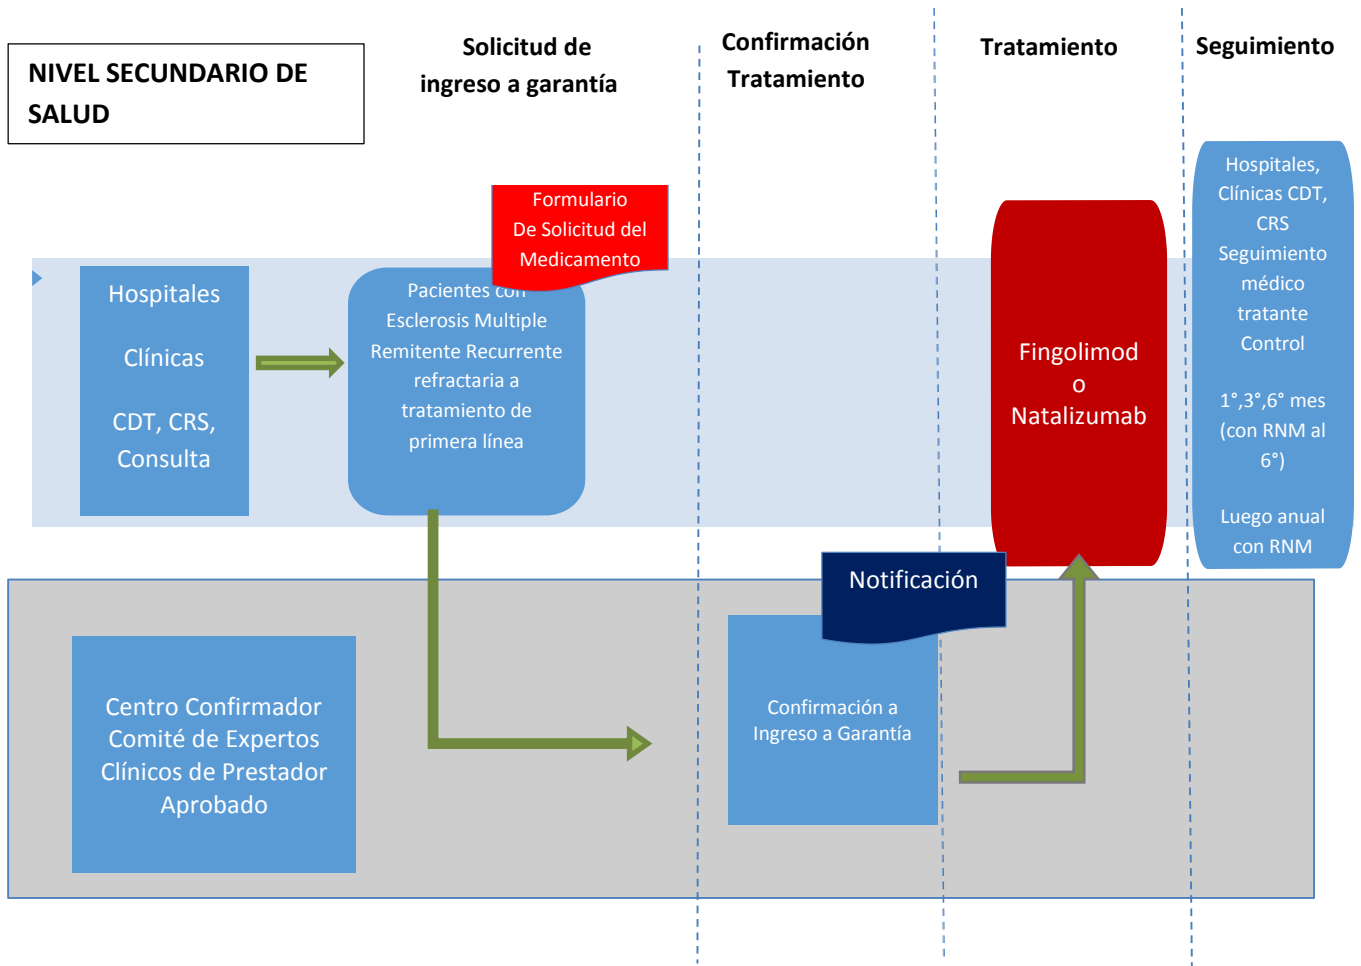 NIVEL SECUNDARIO DE
SALUD
Solicitud de
ingreso a garantía
Confirmación
Tratamiento
Tratamiento
Seguimiento
Formulario
De Solicitud del
Medicamento
Hospitales
Clínicas
CDT, CRS,
Consulta
Pacientes con
Esclerosis Multiple
Remitente Recurrente
refractaria a
tratamiento de
primera línea
Fingolimod
o
Natalizumab
Hospitales,
Clínicas CDT,
CRS
Seguimiento
médico
tratante
Control
1°,3°,6° mes
(con RNM al
6°)
Luego anual
con RNM
Notificación
Centro Confirmador
Comité de Expertos
Clínicos de Prestador
Aprobado
Confirmación a
Ingreso a Garantía